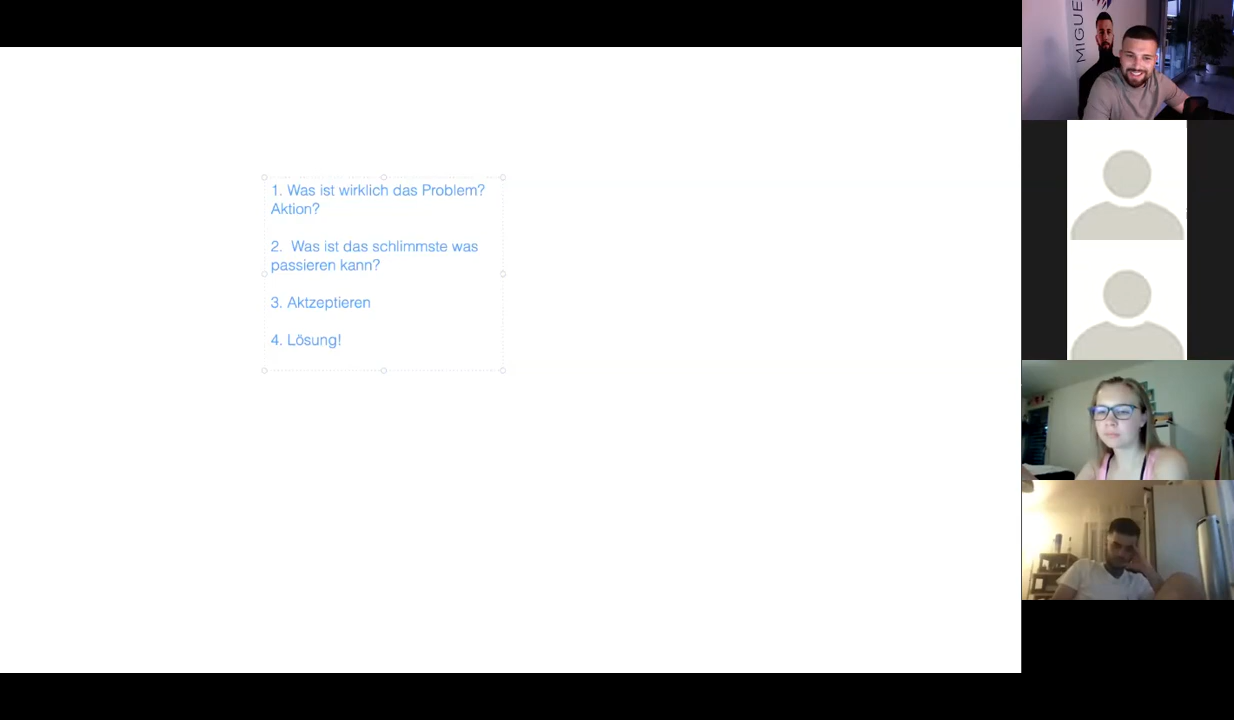 1. Was ist wirklich das Problem?
Aktion?
2.  Was ist das schlimmste was
passieren kann?
3. Aktzeptieren
4. Lösung!
MIGUE